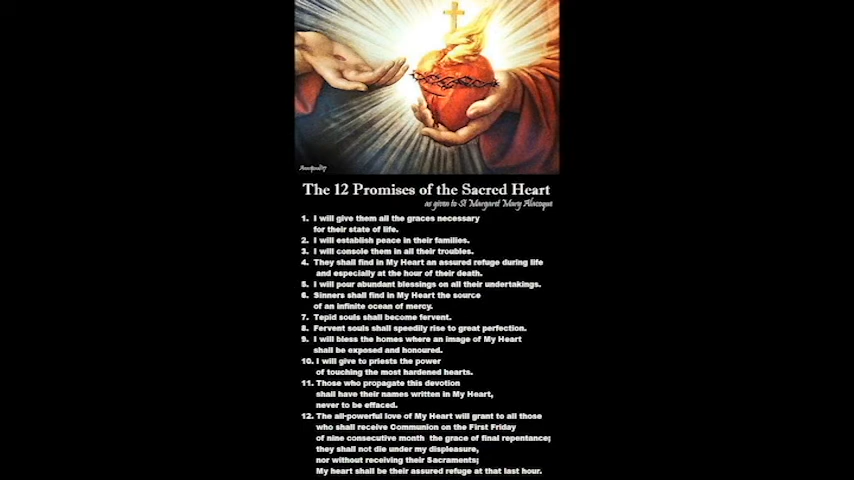 The 12 Promises of the Sacred Heart
as given to St Margaret Mary Alacoque
1. I will give them all the graces necessary
for their state of life.
2. I will establish peace in their families.
3. I will console them in all their troubles.
4. They shall find in My Heart an assured refuge during life
and especially at the hour of their death.
5. I will pour abundant blessings on all their undertakings.
6. Sinners shall find in My Heart the source
of an infinite ocean of mercy.
7. Tepid souls shall become fervent.
8. Fervent souls shall speedily rise to great perfection.
9. I will bless the homes where an image of My Heart
shall be exposed and honoured.
10. I will give to priests the power
of touching the most hardened hearts.
11. Those who propagate this devotion
shall have their names written in My Heart,
never to be effaced.
12. The all-powerful love of My Heart will grant to all those
who shall receive Communion on the First Friday
of nine consecutive month the grace of final repentance;
they shall not die under my displeasure,
nor without receiving their Sacraments;
My heart shall be their assured refuge at that last hour.